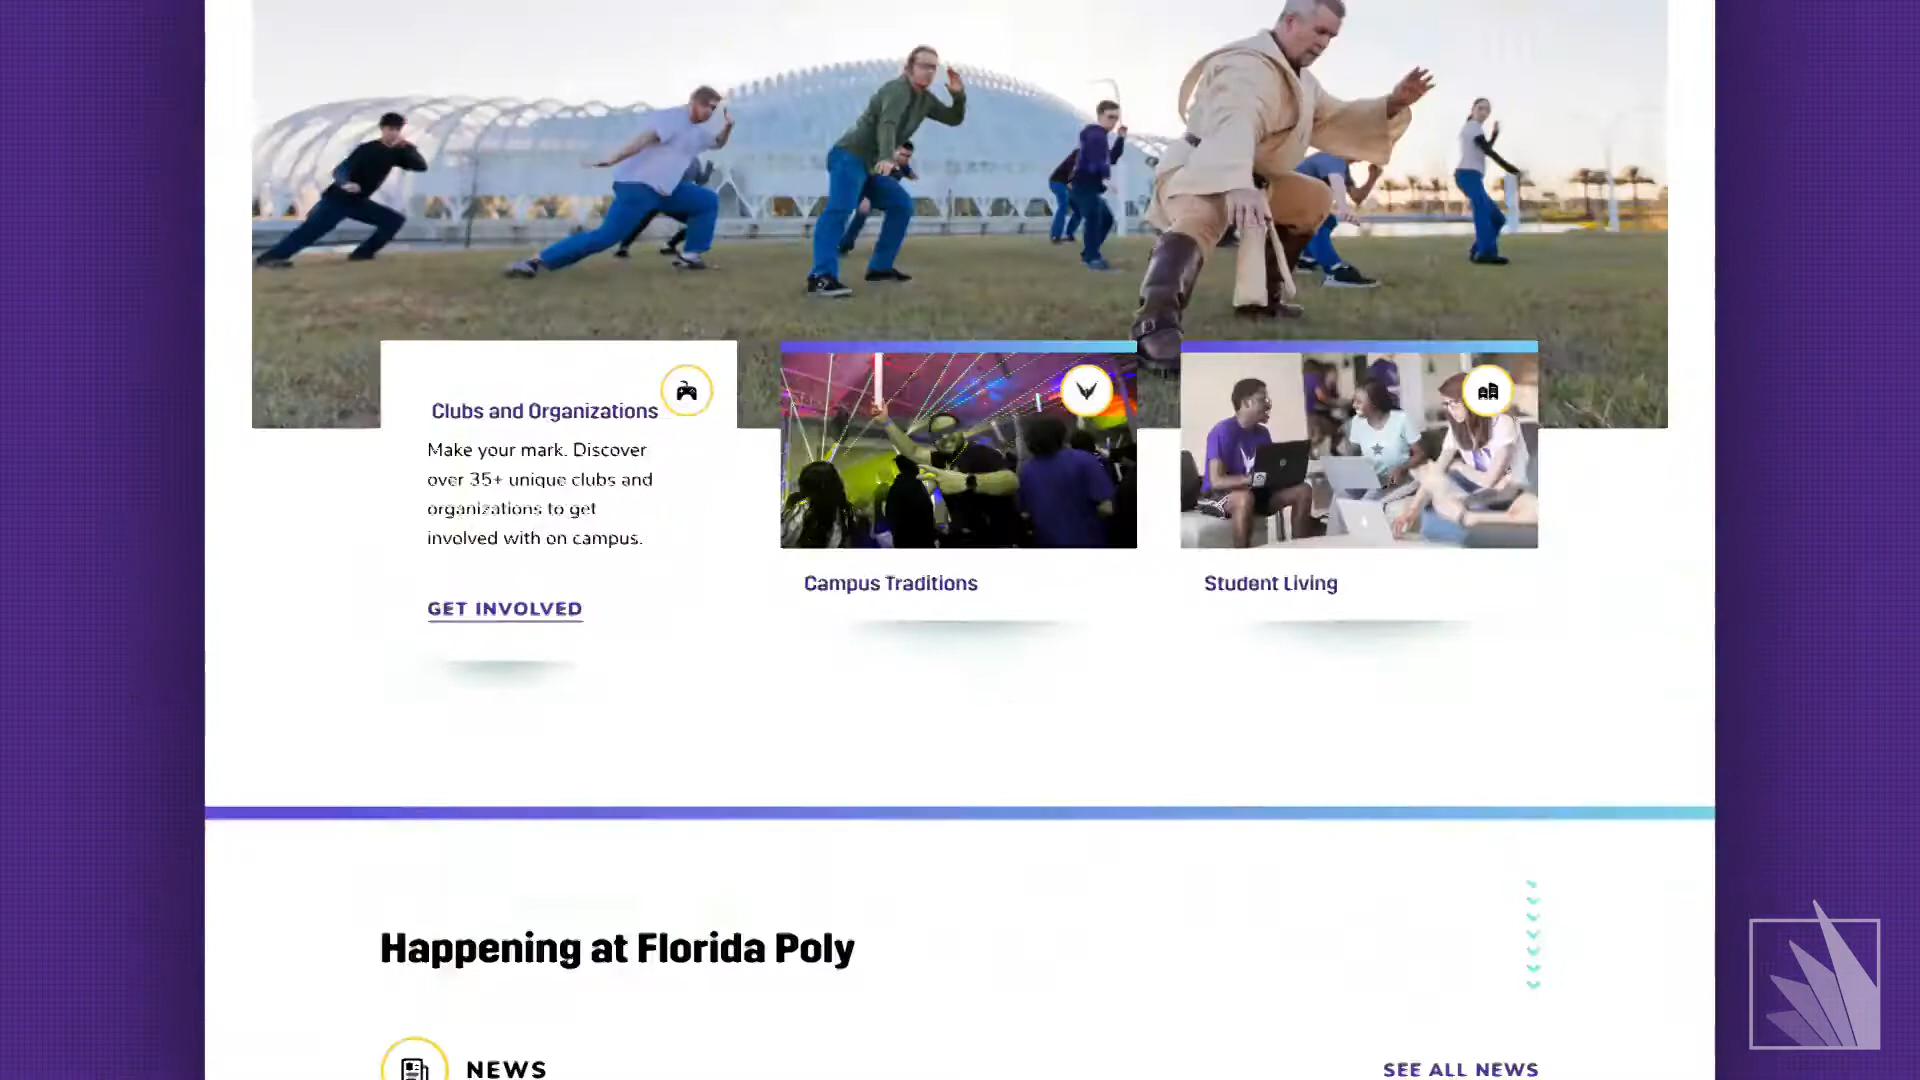 Clubs and Organizations
Make your mark. Discover
over 35+ unique clubs and
organizations to get
involved with on campus.
GET INVOLVED
Campus Traditions
Student Living
Happening at Florida Poly
NEWS
SEE ALL NEWS